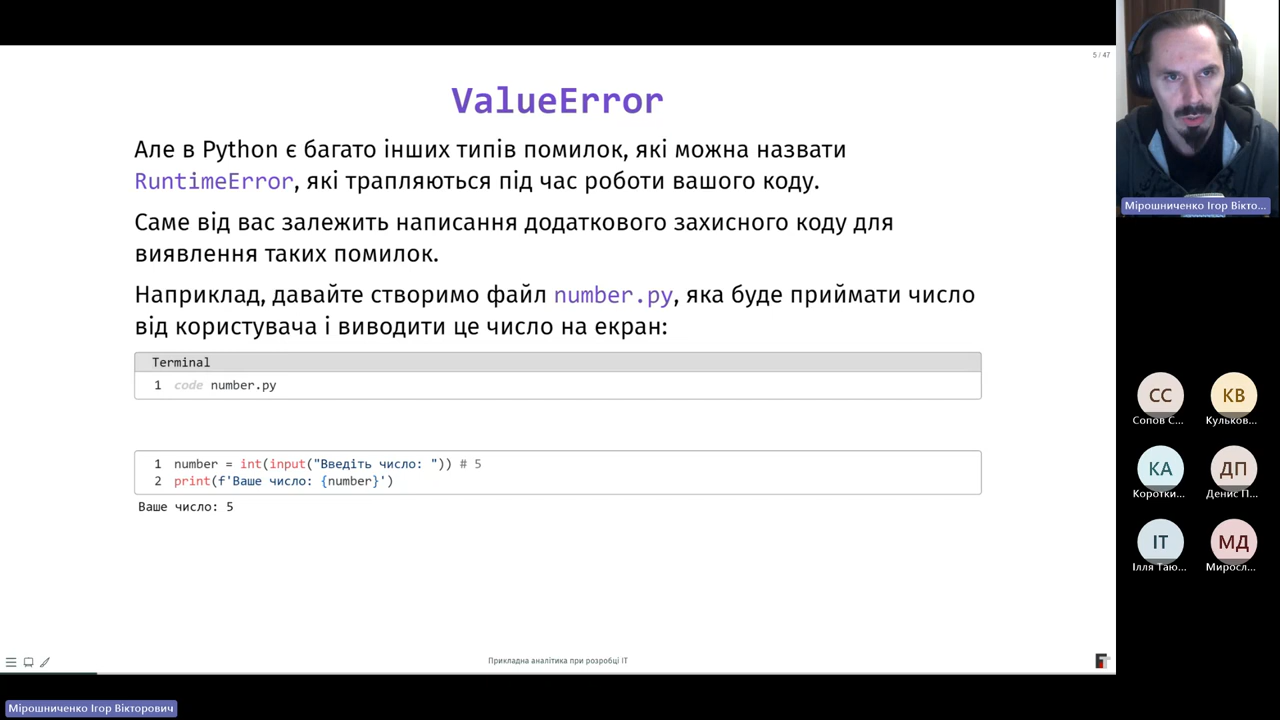 5 / 47
ValueError
Але в Python є багато інших типів помилок, які можна назвати
RuntimeError, які трапляються під час роботи вашого коду.
Саме від вас залежить написання додаткового захисного коду для
виявлення таких помилок.
Наприклад, давайте створимо файл number.py, яка буде приймати число
від користувача і виводити це число на екран:
Terminal
1 code number.py
1 number = int(input("Введіть число: ")) # 5
2 print(f'Ваше число: {number}')
Ваше число: 5
Прикладна аналітика при розробці ІТ
Мірошниченко Ігор Вікто...
СС
КВ
Сопов С...
Кульков...
КА
ДП
Коротки...
Денис П...
ІТ
МД
Ілля Таю...
Миросл...
Мірошниченко Ігор Вікторович